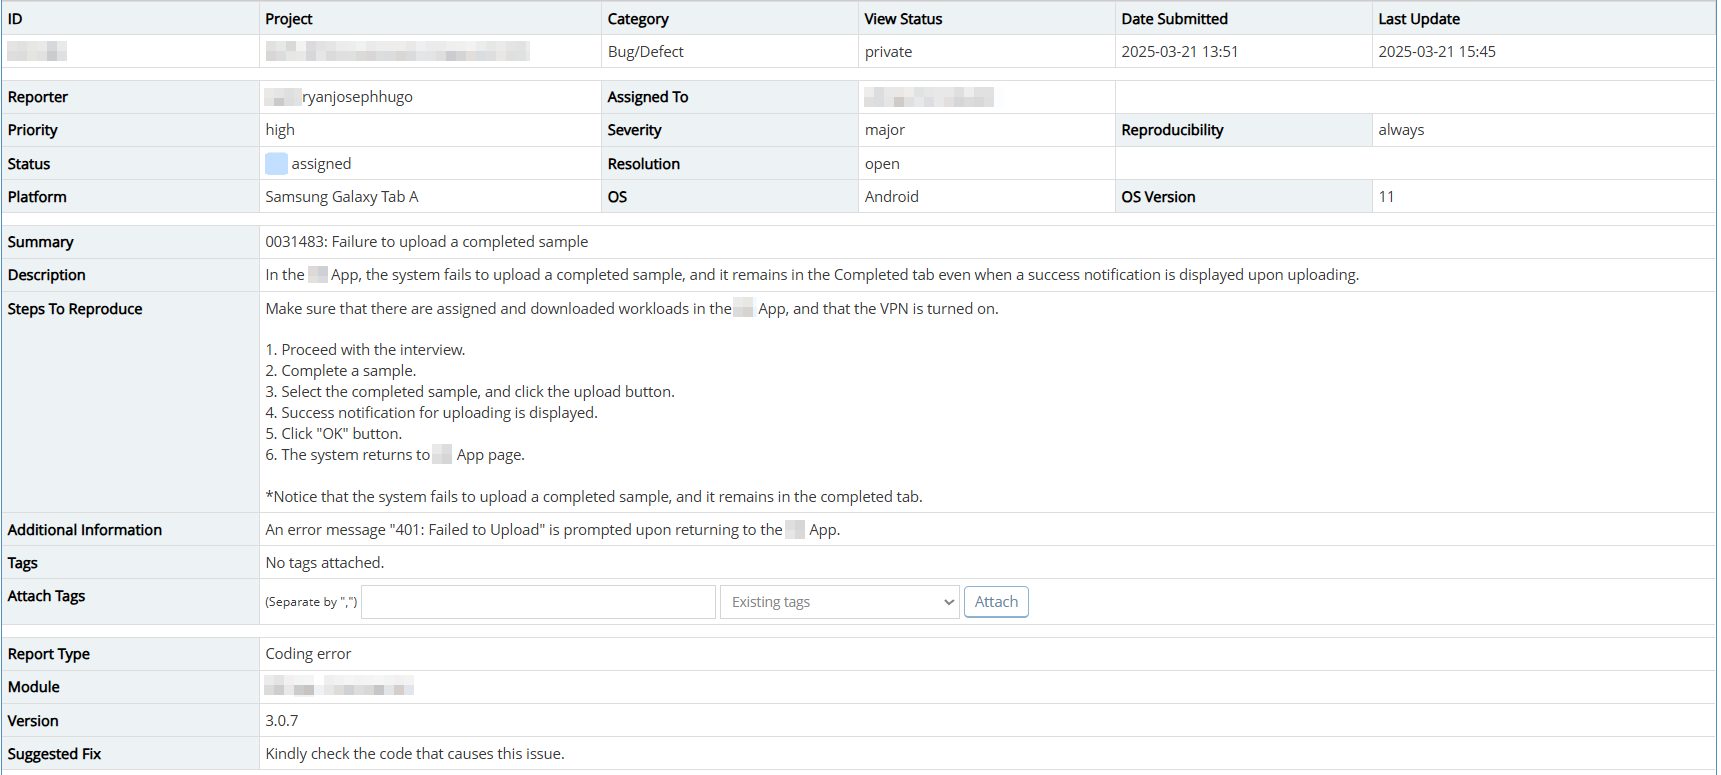 ID Project Category View Status Date Submitted Last Update
Bug/Defect private 2025-03-21 13:51 2025-03-21 15:45
Reporter ryanjosephhugo Assigned To
Priority high Severity major Reproducibility always
Status assigned Resolution open
Platform Samsung Galaxy Tab A OS Android OS Version 11
Summary 0031483: Failure to upload a completed sample
Description In the App, the system fails to upload a completed sample, and it remains in the Completed tab even when a success notification is displayed upon uploading.
Steps To Reproduce Make sure that there are assigned and downloaded workloads in the App, and that the VPN is turned on.
1. Proceed with the interview.
2. Complete a sample.
3. Select the completed sample, and click the upload button.
4. Success notification for uploading is displayed.
5. Click "OK" button.
6. The system returns to App page.
*Notice that the system fails to upload a completed sample, and it remains in the completed tab.
Additional Information An error message "401: Failed to Upload" is prompted upon returning to the App.
Tags No tags attached.
Attach Tags (Separate by ",") Existing tags Attach
Report Type Coding error
Module
Version 3.0.7
Suggested Fix Kindly check the code that causes this issue.